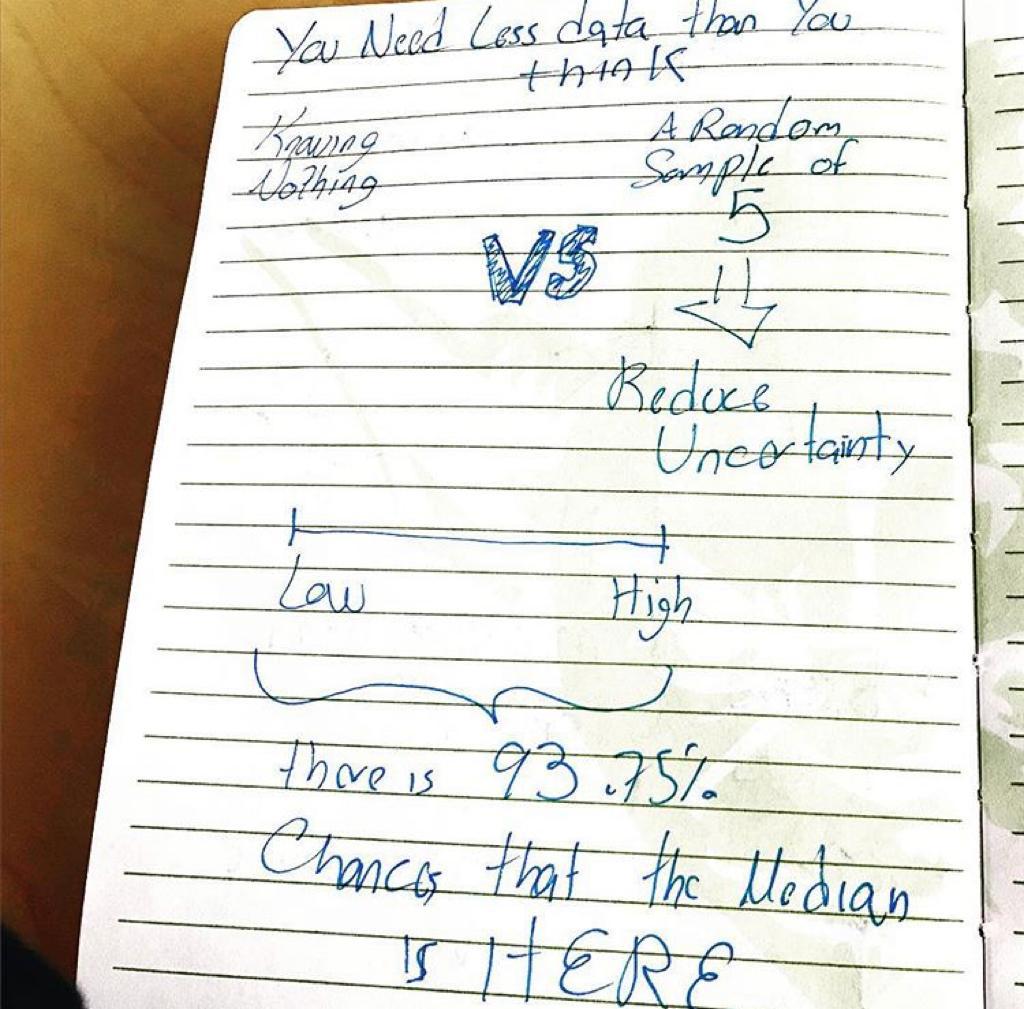 You Need Less data than You
think
Knowing
Nothing
VS
A Random
Sample of
5
Reduce
Uncertainty
Low
High
there is 93.75%.
Chances that the Median
is HERE